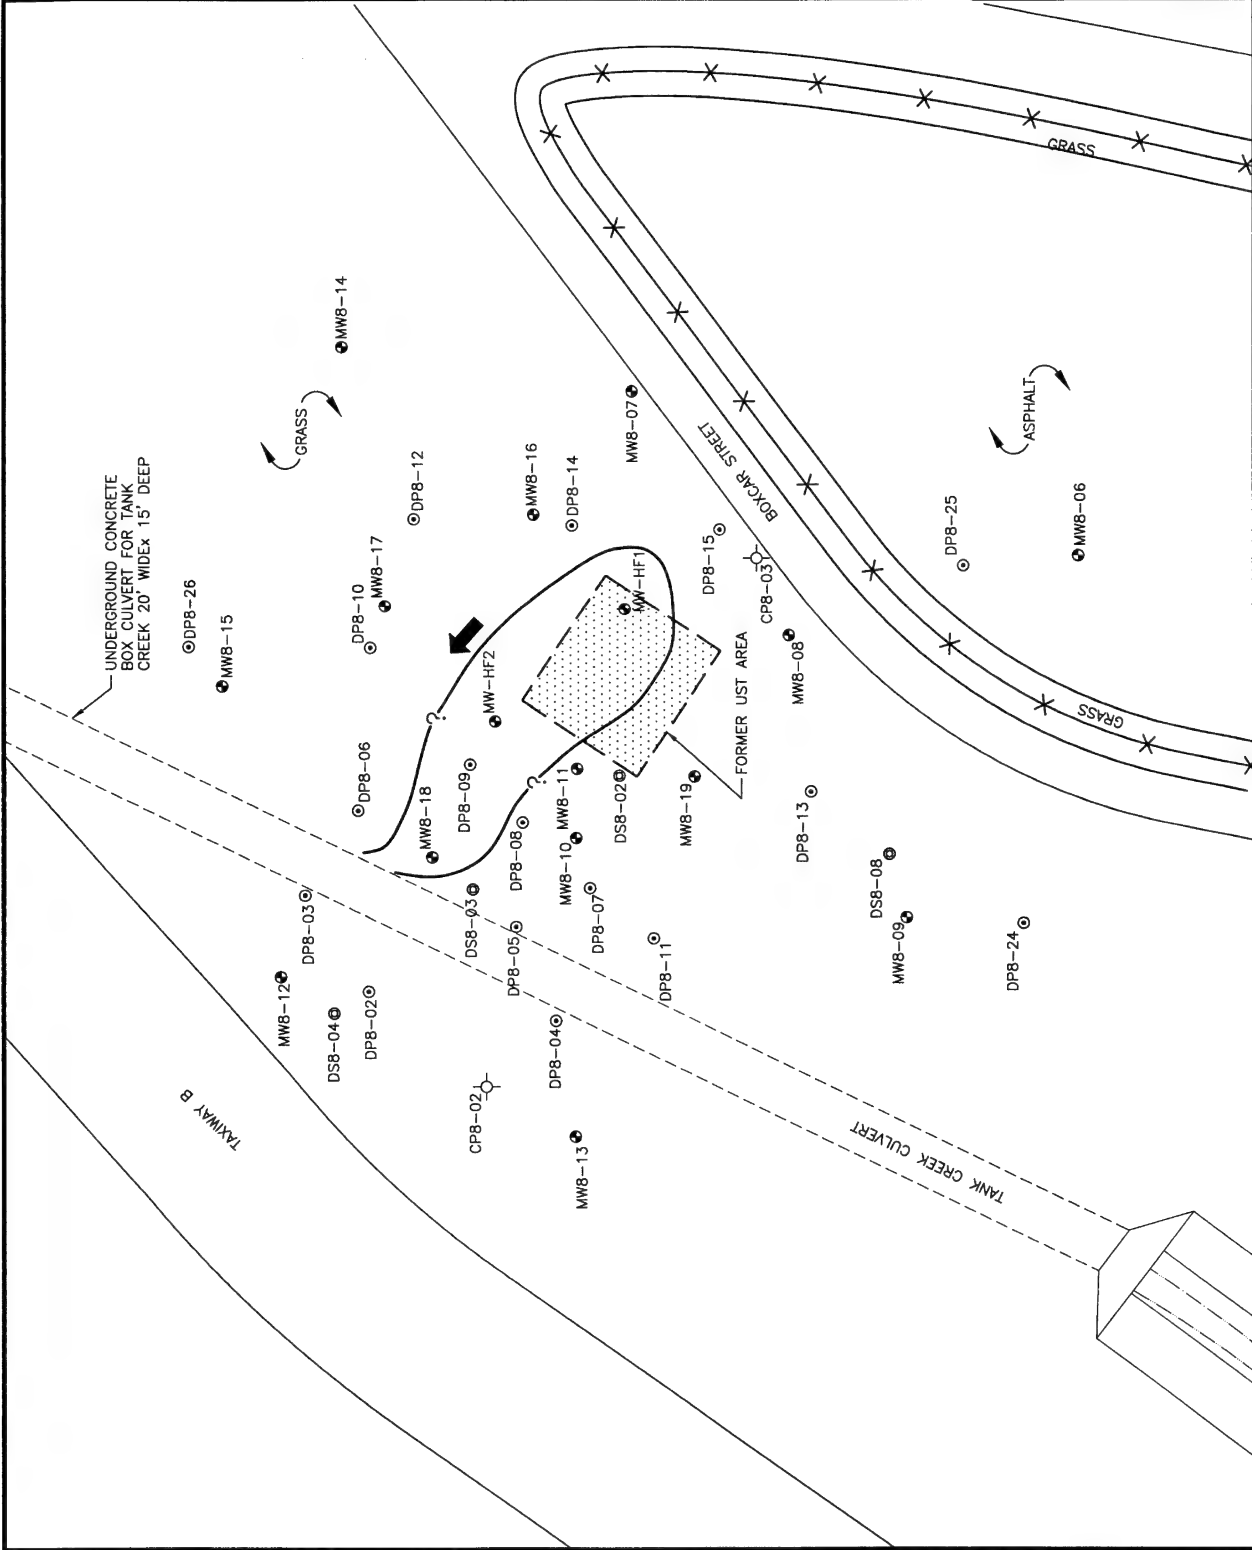 UNDERGROUND CONCRETE
BOX CULVERT FOR TANK
CREEK 20' WIDEx 15' DEEP
GRASS
MW8-14
GRASS
DP8-26
MW8-15
DP8-12
MW8-16
DP8-14
MW8-07
BOXCAR STREET
ASPHALT
DP8-10
MW8-17
MW-HF2
MW-HF1
DP8-15
CP8-03
MW8-08
DP8-25
MW8-06
?
?
DP8-06
MW8-18
DP8-09
DP8-08
MW8-11
MW8-10
DS8-02
MW8-19
FORMER UST AREA
DP8-13
GRASS
DP8-03
DS8-03
DP8-05
DP8-07
DP8-11
DS8-08
MW8-09
DP8-24
MW8-12
DS8-04
DP8-02
DP8-04
CP8-02
MW8-13
TAXIWAY B
TANK CREEK CULVERT